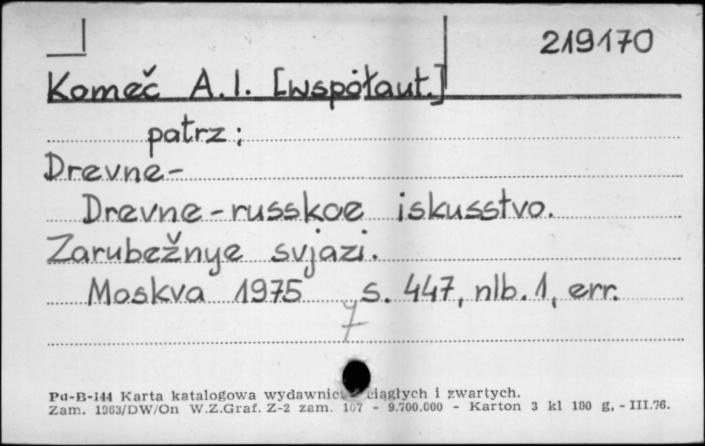 219170
Komeč A.I. [współaut.]
patrz:
Drevne-
Drevne-russkoe iskusstvo.
Zarubežnye svjazi.
Moskva 1975 s. 447, nlb. 1, err.
7
Pu-B-144 Karta katalogowa wydawnictw ciągłych i zwartych.
Zam. 1963/DW/On W.Z.Graf. Z-2 zam. 107 - 9.700.000 - Karton 3 kl 180 g, - III.76.